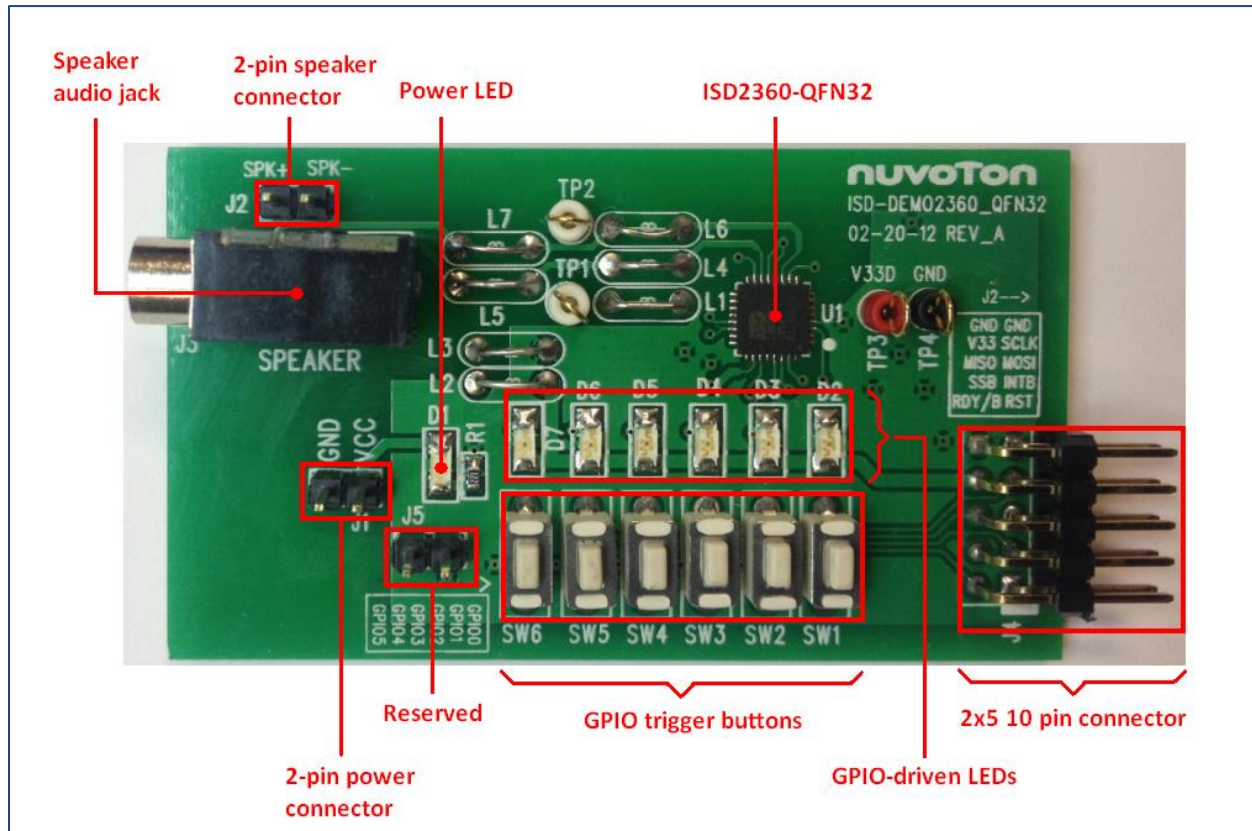 Speaker
audio jack
2-pin speaker
connector
Power LED
ISD2360-QFN32
SPK+ SPK-
J2
TP2
L7
L6
nuvoTon
ISD-DEMO2360_QFN32
02-20-12 REV_A
TP1
L4
V33D GND
L1
U1
J2-->
L5
J3
SPEAKER
L3
L2
TP3
TP4
GND GND
V33 SCLK
MISO MOSI
SSB INTB
RDY/B RST
D1
R1
D7
D6
D5
D4
D3
D2
GND
VCC
J1
J5
GPIO5
GPIO4
GPIO3
GPIO2
GPIO1
GPIO0
SW6
SW5
SW4
SW3
SW2
SW1
J4
Reserved
GPIO trigger buttons
2x5 10 pin connector
2-pin power
connector
GPIO-driven LEDs